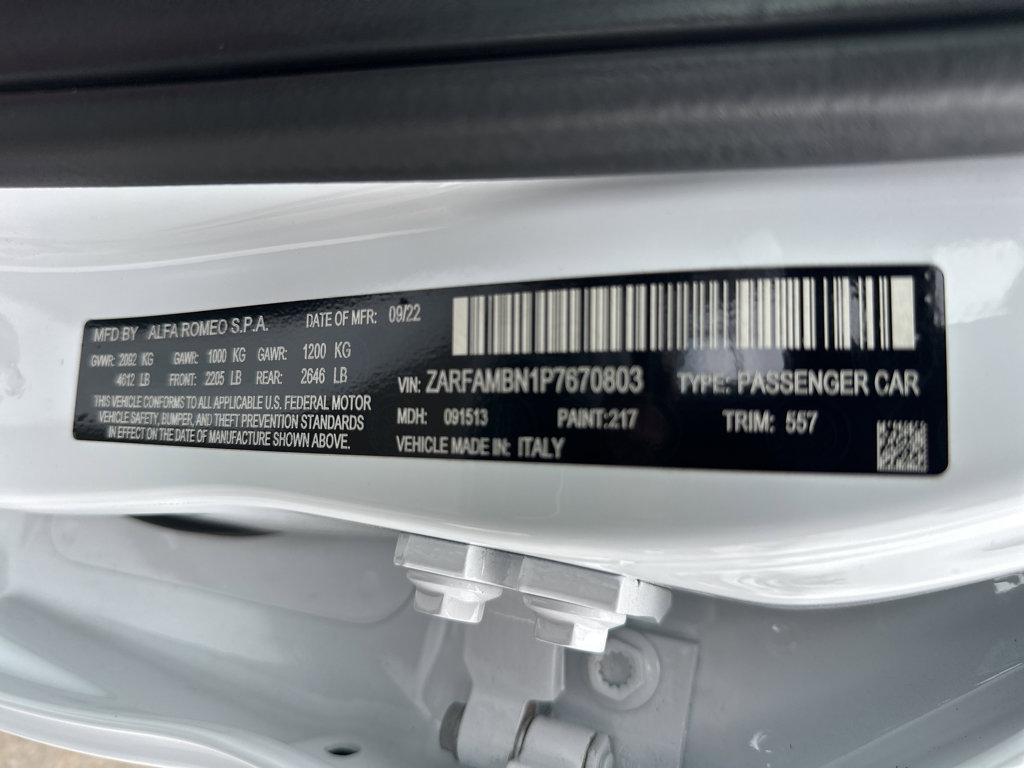 MFD BY ALFA ROMEO S.P.A. DATE OF MFR: 09/22
GVWR: 2092 KG GAWR: 1000 KG GAWR: 1200 KG
4612 LB FRONT: 2205 LB REAR: 2646 LB
THIS VEHICLE CONFORMS TO ALL APPLICABLE U.S. FEDERAL MOTOR
VEHICLE SAFETY, BUMPER, AND THEFT PREVENTION STANDARDS
IN EFFECT ON THE DATE OF MANUFACTURE SHOWN ABOVE.
VIN: ZARFAMBN1P7670803 TYPE: PASSENGER CAR
MDH: 091513 PAINT:217 TRIM: 557
VEHICLE MADE IN: ITALY